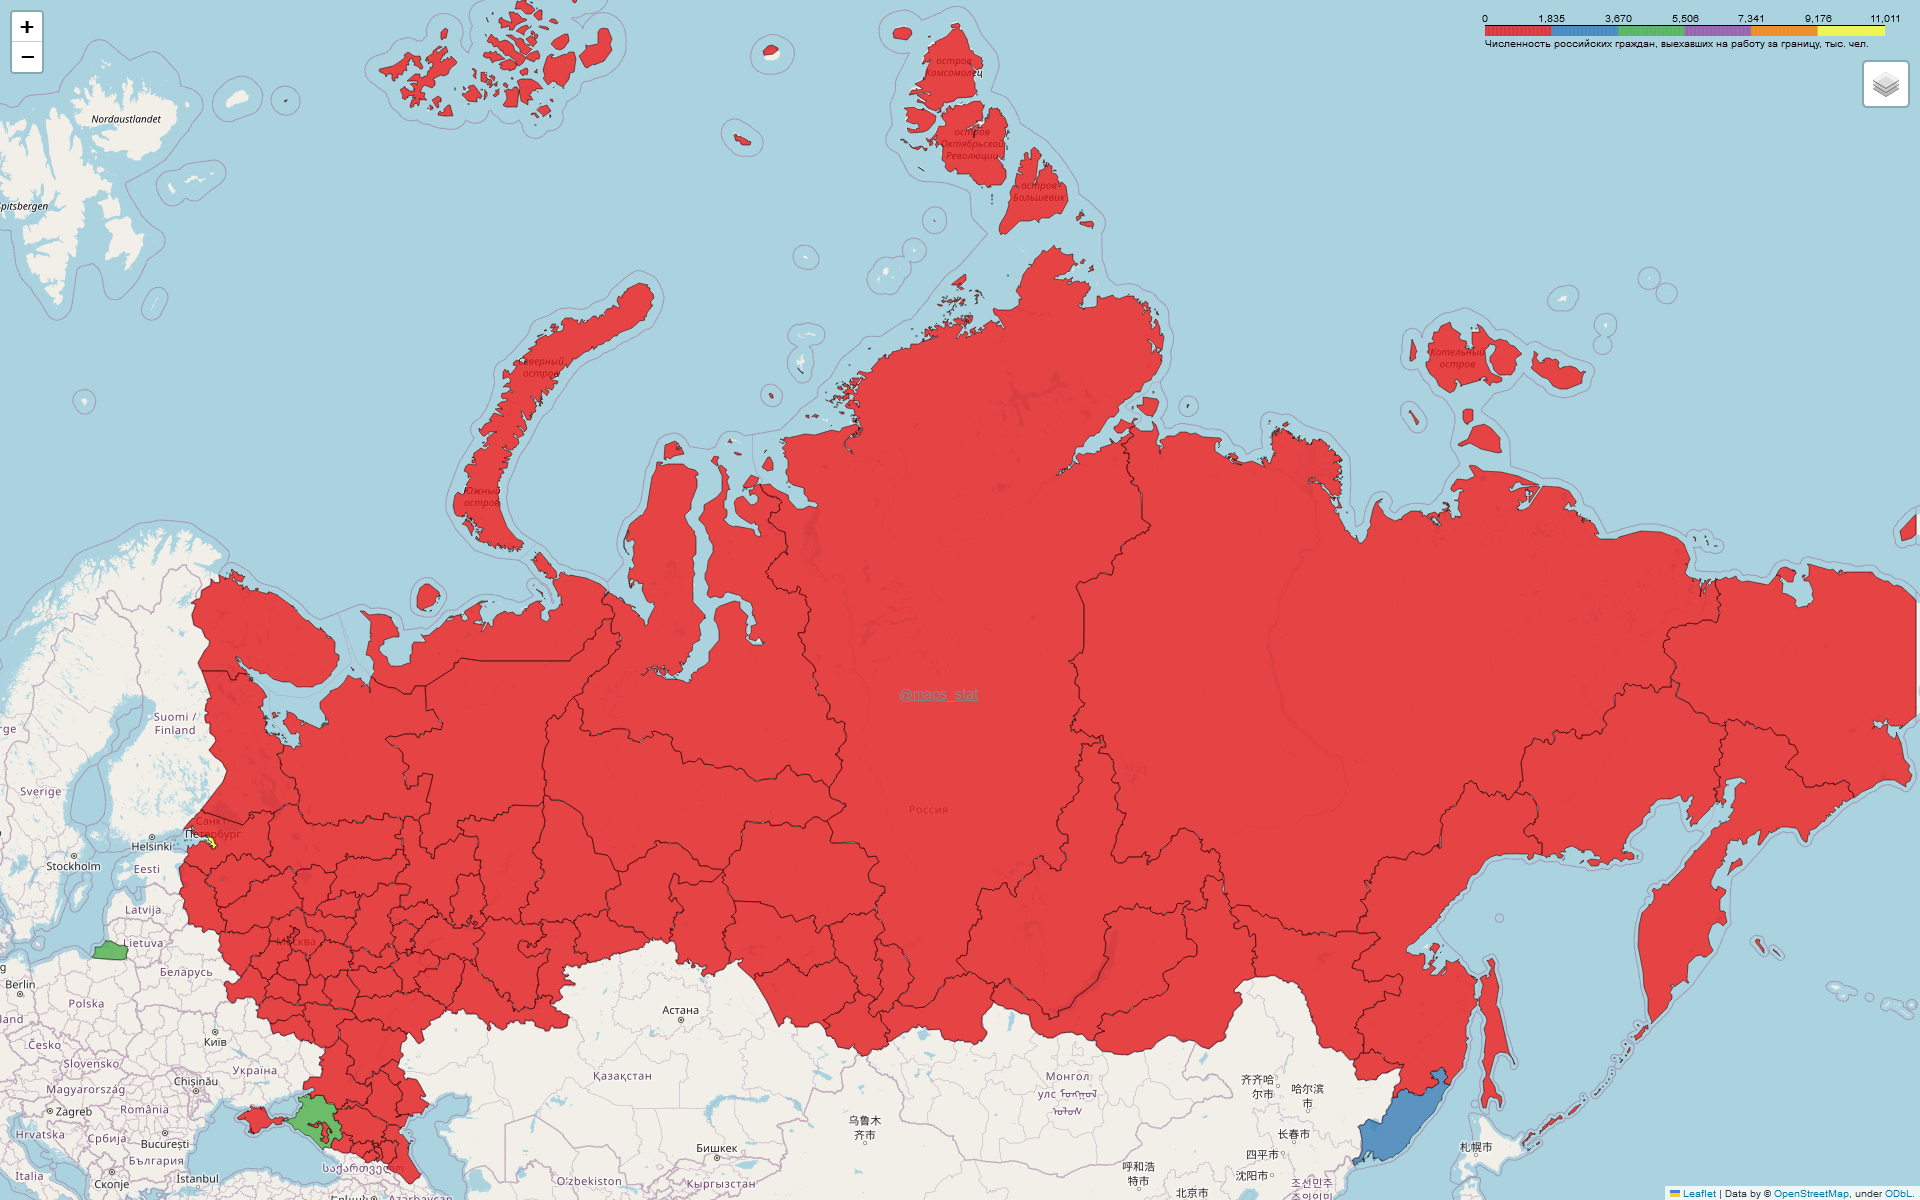 +
−
0 1,835 3,670 5,506 7,341 9,176 11,011
Численность российских граждан, выехавших на работу за границу, тыс. чел.
остров
Комсомолец
Nordaustlandet
остров
Октябрьской
Революции
остров
Большевик
Spitsbergen
Северный
остров
Котельный
остров
Южный
остров
@maps_stat
Suomi /
Finland
Sverige
Россия
Санкт-
Петербург
Helsinki
Stockholm
Eesti
Latvija
Москва
Lietuva
Беларусь
Berlin
Polska
Астана
Česko
Київ
Slovensko
Україна
Қазақстан
Монгол
улс
齐齐哈
尔市
哈尔滨
市
Magyarország
Chișinău
Zagreb
România
Hrvatska
Србија
București
乌鲁木
齐市
长春市
札幌市
Бишкек
四平市
България
Italia
Скопје
Istanbul
საქართველო
O'zbekiston
Кыргызстан
呼和浩
特市
沈阳市
北京市
Azərbaycan
Leaflet | Data by © OpenStreetMap, under ODbL.